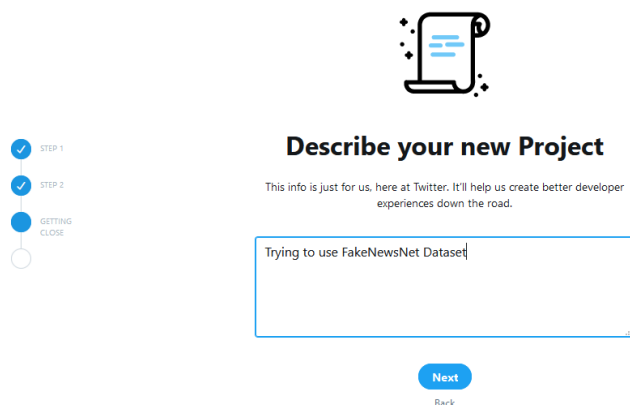 Describe your new Project
STEP 1
STEP 2
GETTING
CLOSE
This info is just for us, here at Twitter. It'll help us create better developer
experiences down the road.
Trying to use FakeNewsNet Dataset
Next
Back